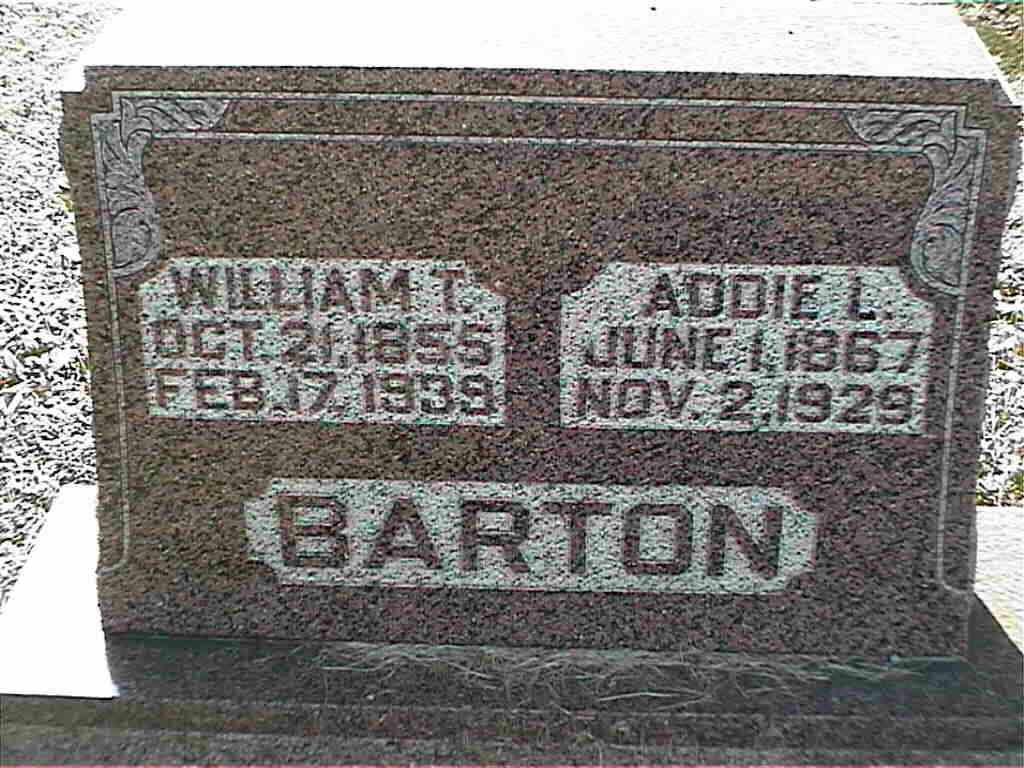 WILLIAM T.
OCT. 21, 1855
FEB. 17, 1939
ADDIE L.
JUNE 1, 1867
NOV. 2, 1929
BARTON